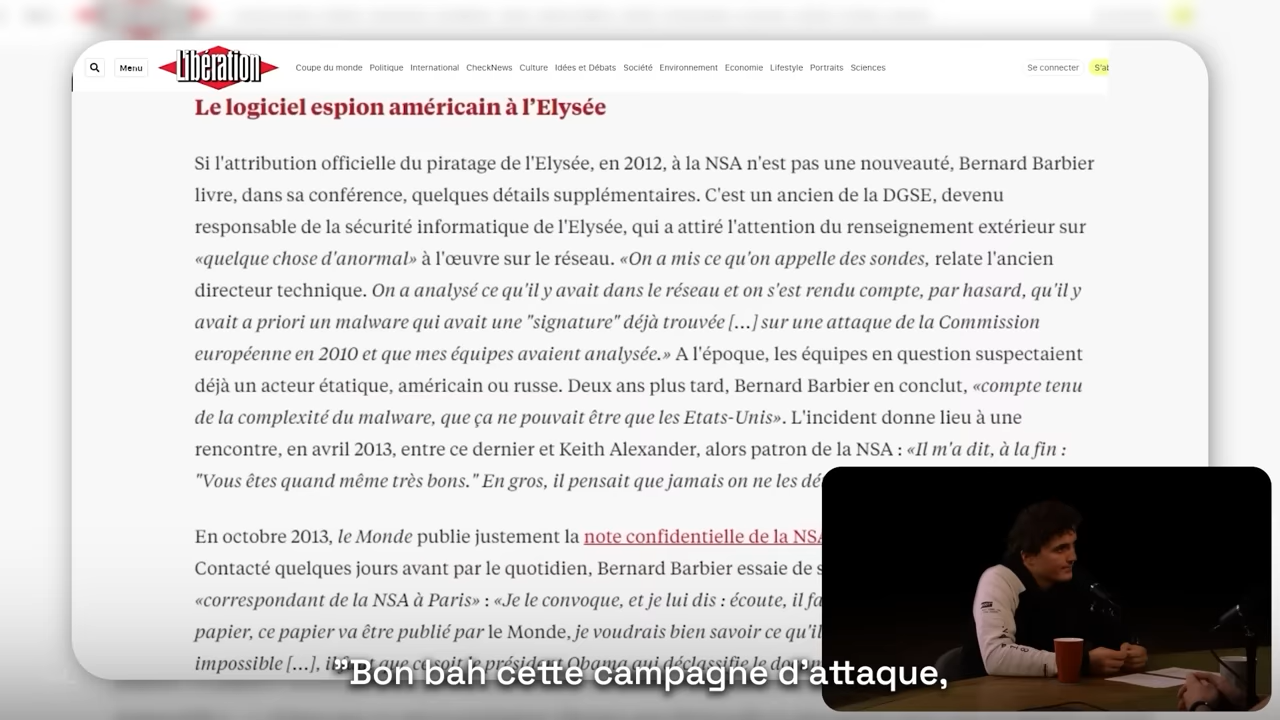 Menu
Libération
Coupe du monde Politique International CheckNews Culture Idées et Débats Société Environnement Economie Lifestyle Portraits Sciences
Se connecter
S'ab
Le logiciel espion américain à l'Elysée
Si l'attribution officielle du piratage de l'Elysée, en 2012, à la NSA n'est pas une nouveauté, Bernard Barbier
livre, dans sa conférence, quelques détails supplémentaires. C'est un ancien de la DGSE, devenu
responsable de la sécurité informatique de l'Elysée, qui a attiré l'attention du renseignement extérieur sur
«quelque chose d'anormal» à l'œuvre sur le réseau. «On a mis ce qu'on appelle des sondes, relate l'ancien
directeur technique. On a analysé ce qu'il y avait dans le réseau et on s'est rendu compte, par hasard, qu'il y
avait a priori un malware qui avait une "signature" déjà trouvée [...] sur une attaque de la Commission
européenne en 2010 et que mes équipes avaient analysée.» A l'époque, les équipes en question suspectaient
déjà un acteur étatique, américain ou russe. Deux ans plus tard, Bernard Barbier en conclut, «compte tenu
de la complexité du malware, que ça ne pouvait être que les Etats-Unis». L'incident donne lieu à une
rencontre, en avril 2013, entre ce dernier et Keith Alexander, alors patron de la NSA : «Il m'a dit, à la fin :
"Vous êtes quand même très bons." En gros, il pensait que jamais on ne les dé
En octobre 2013, le Monde publie justement la note confidentielle de la NSA
Contacté quelques jours avant par le quotidien, Bernard Barbier essaie de s
«correspondant de la NSA à Paris» : «Je le convoque, et je lui dis : écoute, il fa
papier, ce papier va être publié par le Monde, je voudrais bien savoir ce qu'il
impossible [...], il que ce soit le président Obama qui déclassifie le
"Bon bah cette campagne d'attaque,